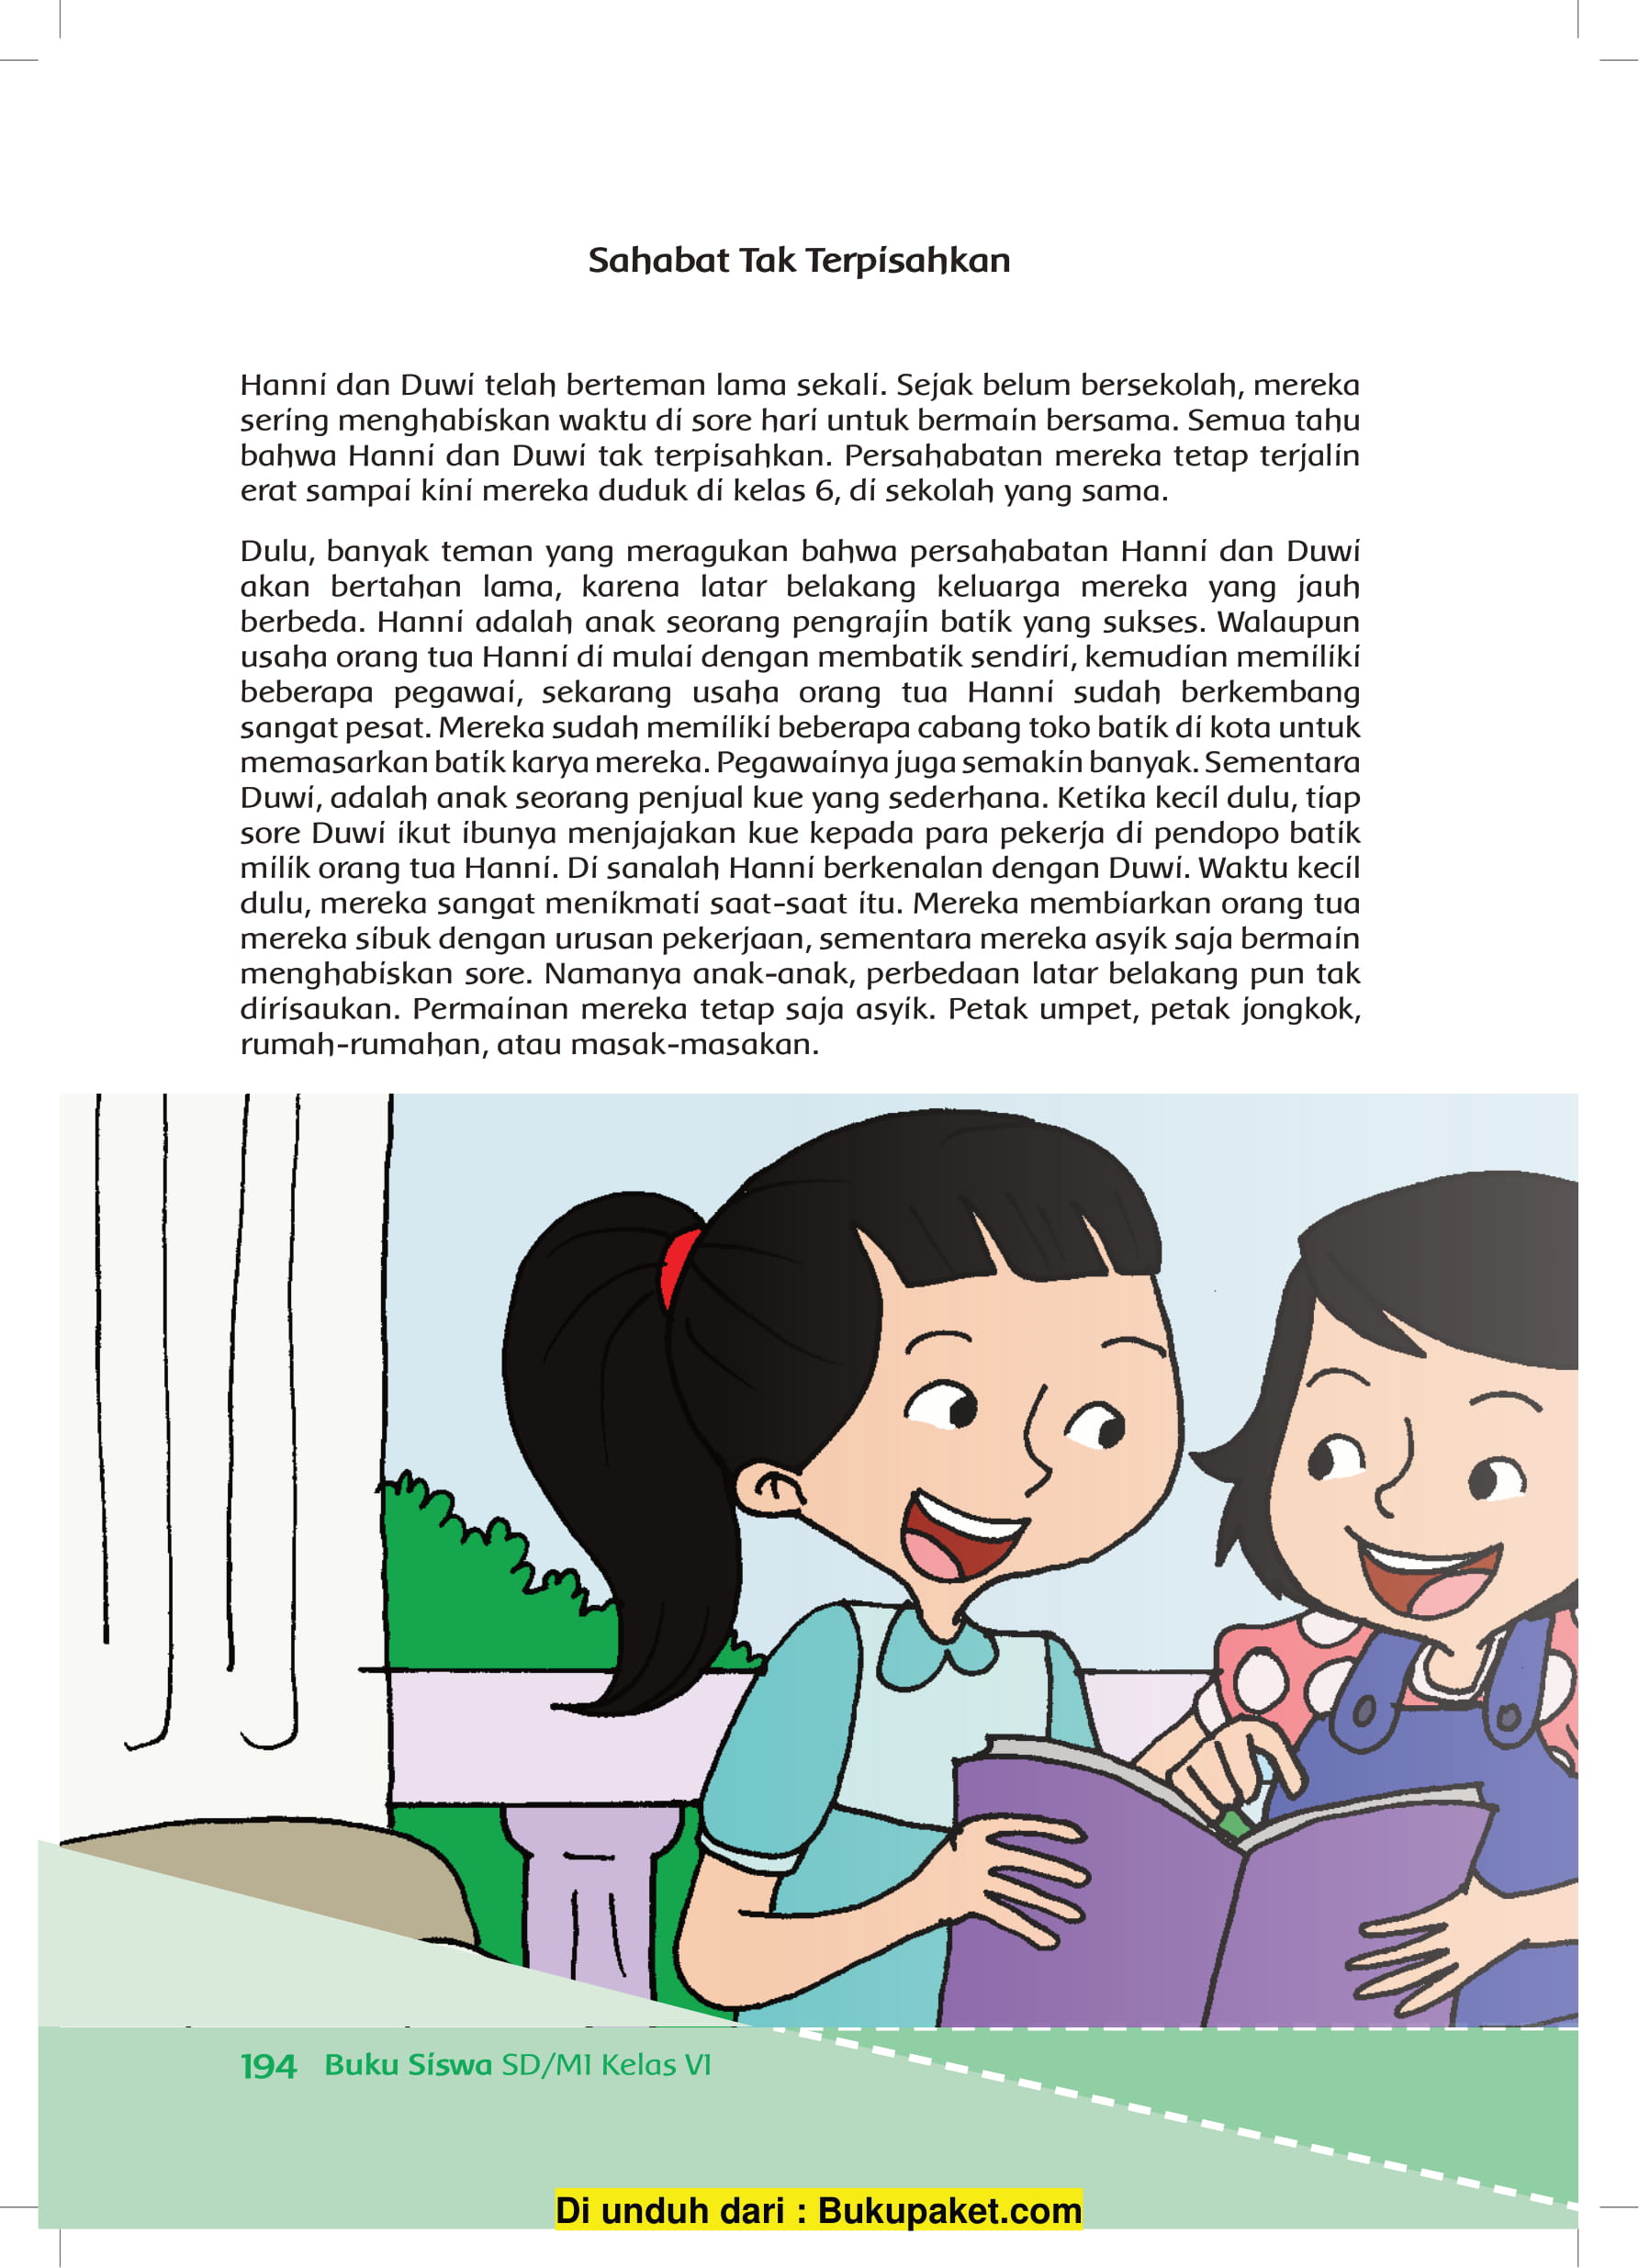 Sahabat Tak Terpisahkan
Hanni dan Duwi telah berteman lama sekali. Sejak belum bersekolah, mereka
sering menghabiskan waktu di sore hari untuk bermain bersama. Semua tahu
bahwa Hanni dan Duwi tak terpisahkan. Persahabatan mereka tetap terjalin
erat sampai kini mereka duduk di kelas 6, di sekolah yang sama.
Dulu, banyak teman yang meragukan bahwa persahabatan Hanni dan Duwi
akan bertahan lama, karena latar belakang keluarga mereka yang jauh
berbeda. Hanni adalah anak seorang pengrajin batik yang sukses. Walaupun
usaha orang tua Hanni di mulai dengan membatik sendiri, kemudian memiliki
beberapa pegawai, sekarang usaha orang tua Hanni sudah berkembang
sangat pesat. Mereka sudah memiliki beberapa cabang toko batik di kota untuk
memasarkan batik karya mereka. Pegawainya juga semakin banyak. Sementara
Duwi, adalah anak seorang penjual kue yang sederhana. Ketika kecil dulu, tiap
sore Duwi ikut ibunya menjajakan kue kepada para pekerja di pendopo batik
milik orang tua Hanni. Di sanalah Hanni berkenalan dengan Duwi. Waktu kecil
dulu, mereka sangat menikmati saat-saat itu. Mereka membiarkan orang tua
mereka sibuk dengan urusan pekerjaan, sementara mereka asyik saja bermain
menghabiskan sore. Namanya anak-anak, perbedaan latar belakang pun tak
dirisaukan. Permainan mereka tetap saja asyik. Petak umpet, petak jongkok,
rumah-rumahan, atau masak-masakan.
194 Buku Siswa SD/MI Kelas VI
Di unduh dari : Bukupaket.com